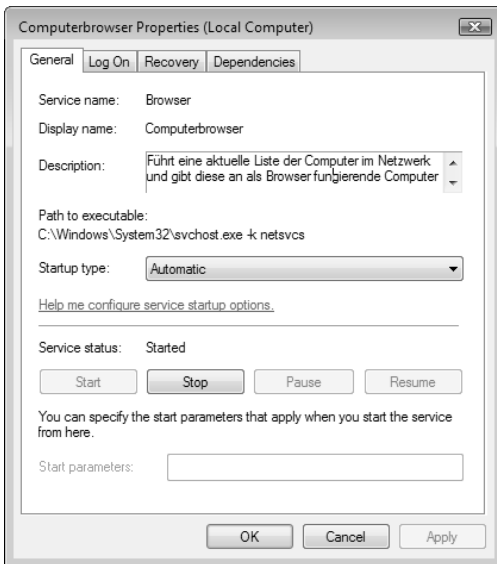 Computerbrowser Properties (Local Computer)
General Log On Recovery Dependencies
Service name: Browser
Display name: Computerbrowser
Description: Führt eine aktuelle Liste der Computer im Netzwerk
und gibt diese an als Browser fungierende Computer
Path to executable:
C:\Windows\System32\svchost.exe -k netsvcs
Startup type: Automatic
Help me configure service startup options.
Service status: Started
Start Stop Pause Resume
You can specify the start parameters that apply when you start the service
from here.
Start parameters:
OK Cancel Apply